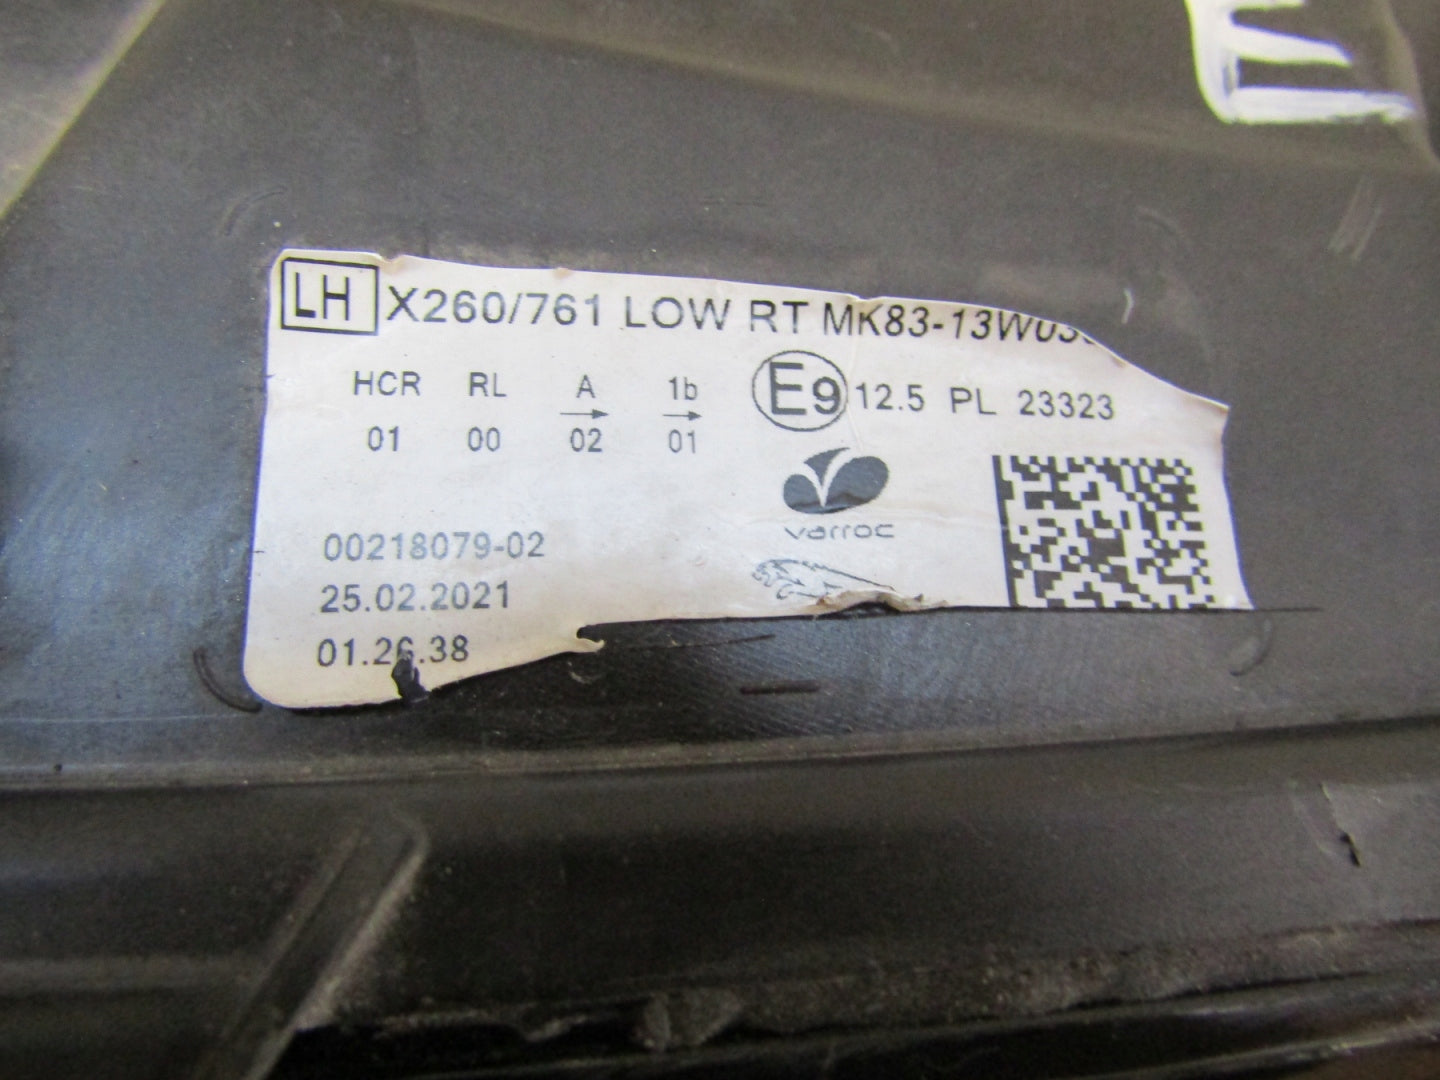 LH X260/761 LOW RT MK83-13W03
HCR RL A 1b
01 00 02 01
E9 12.5 PL 23323
varroc
00218079-02
25.02.2021
01.26.38